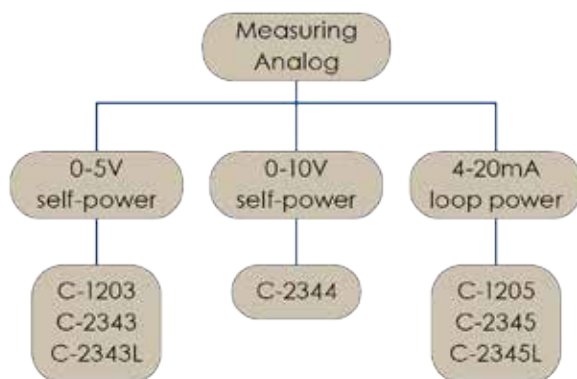 Measuring
Analog
0-5V
self-power
0-10V
self-power
4-20mA
loop power
C-1203
C-2343
C-2343L
C-2344
C-1205
C-2345
C-2345L